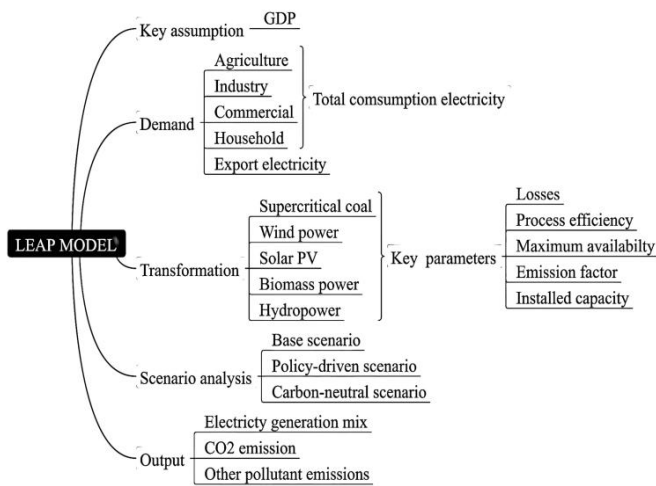 LEAP MODEL
Key assumption
GDP
Demand
Agriculture
Industry
Commercial
Household
Export electricity
Total comsumption electricity
Transformation
Supercritical coal
Wind power
Solar PV
Biomass power
Hydropower
Key parameters
Losses
Process efficiency
Maximum availabilty
Emission factor
Installed capacity
Scenario analysis
Base scenario
Policy-driven scenario
Carbon-neutral scenario
Output
Electricty generation mix
CO2 emission
Other pollutant emissions